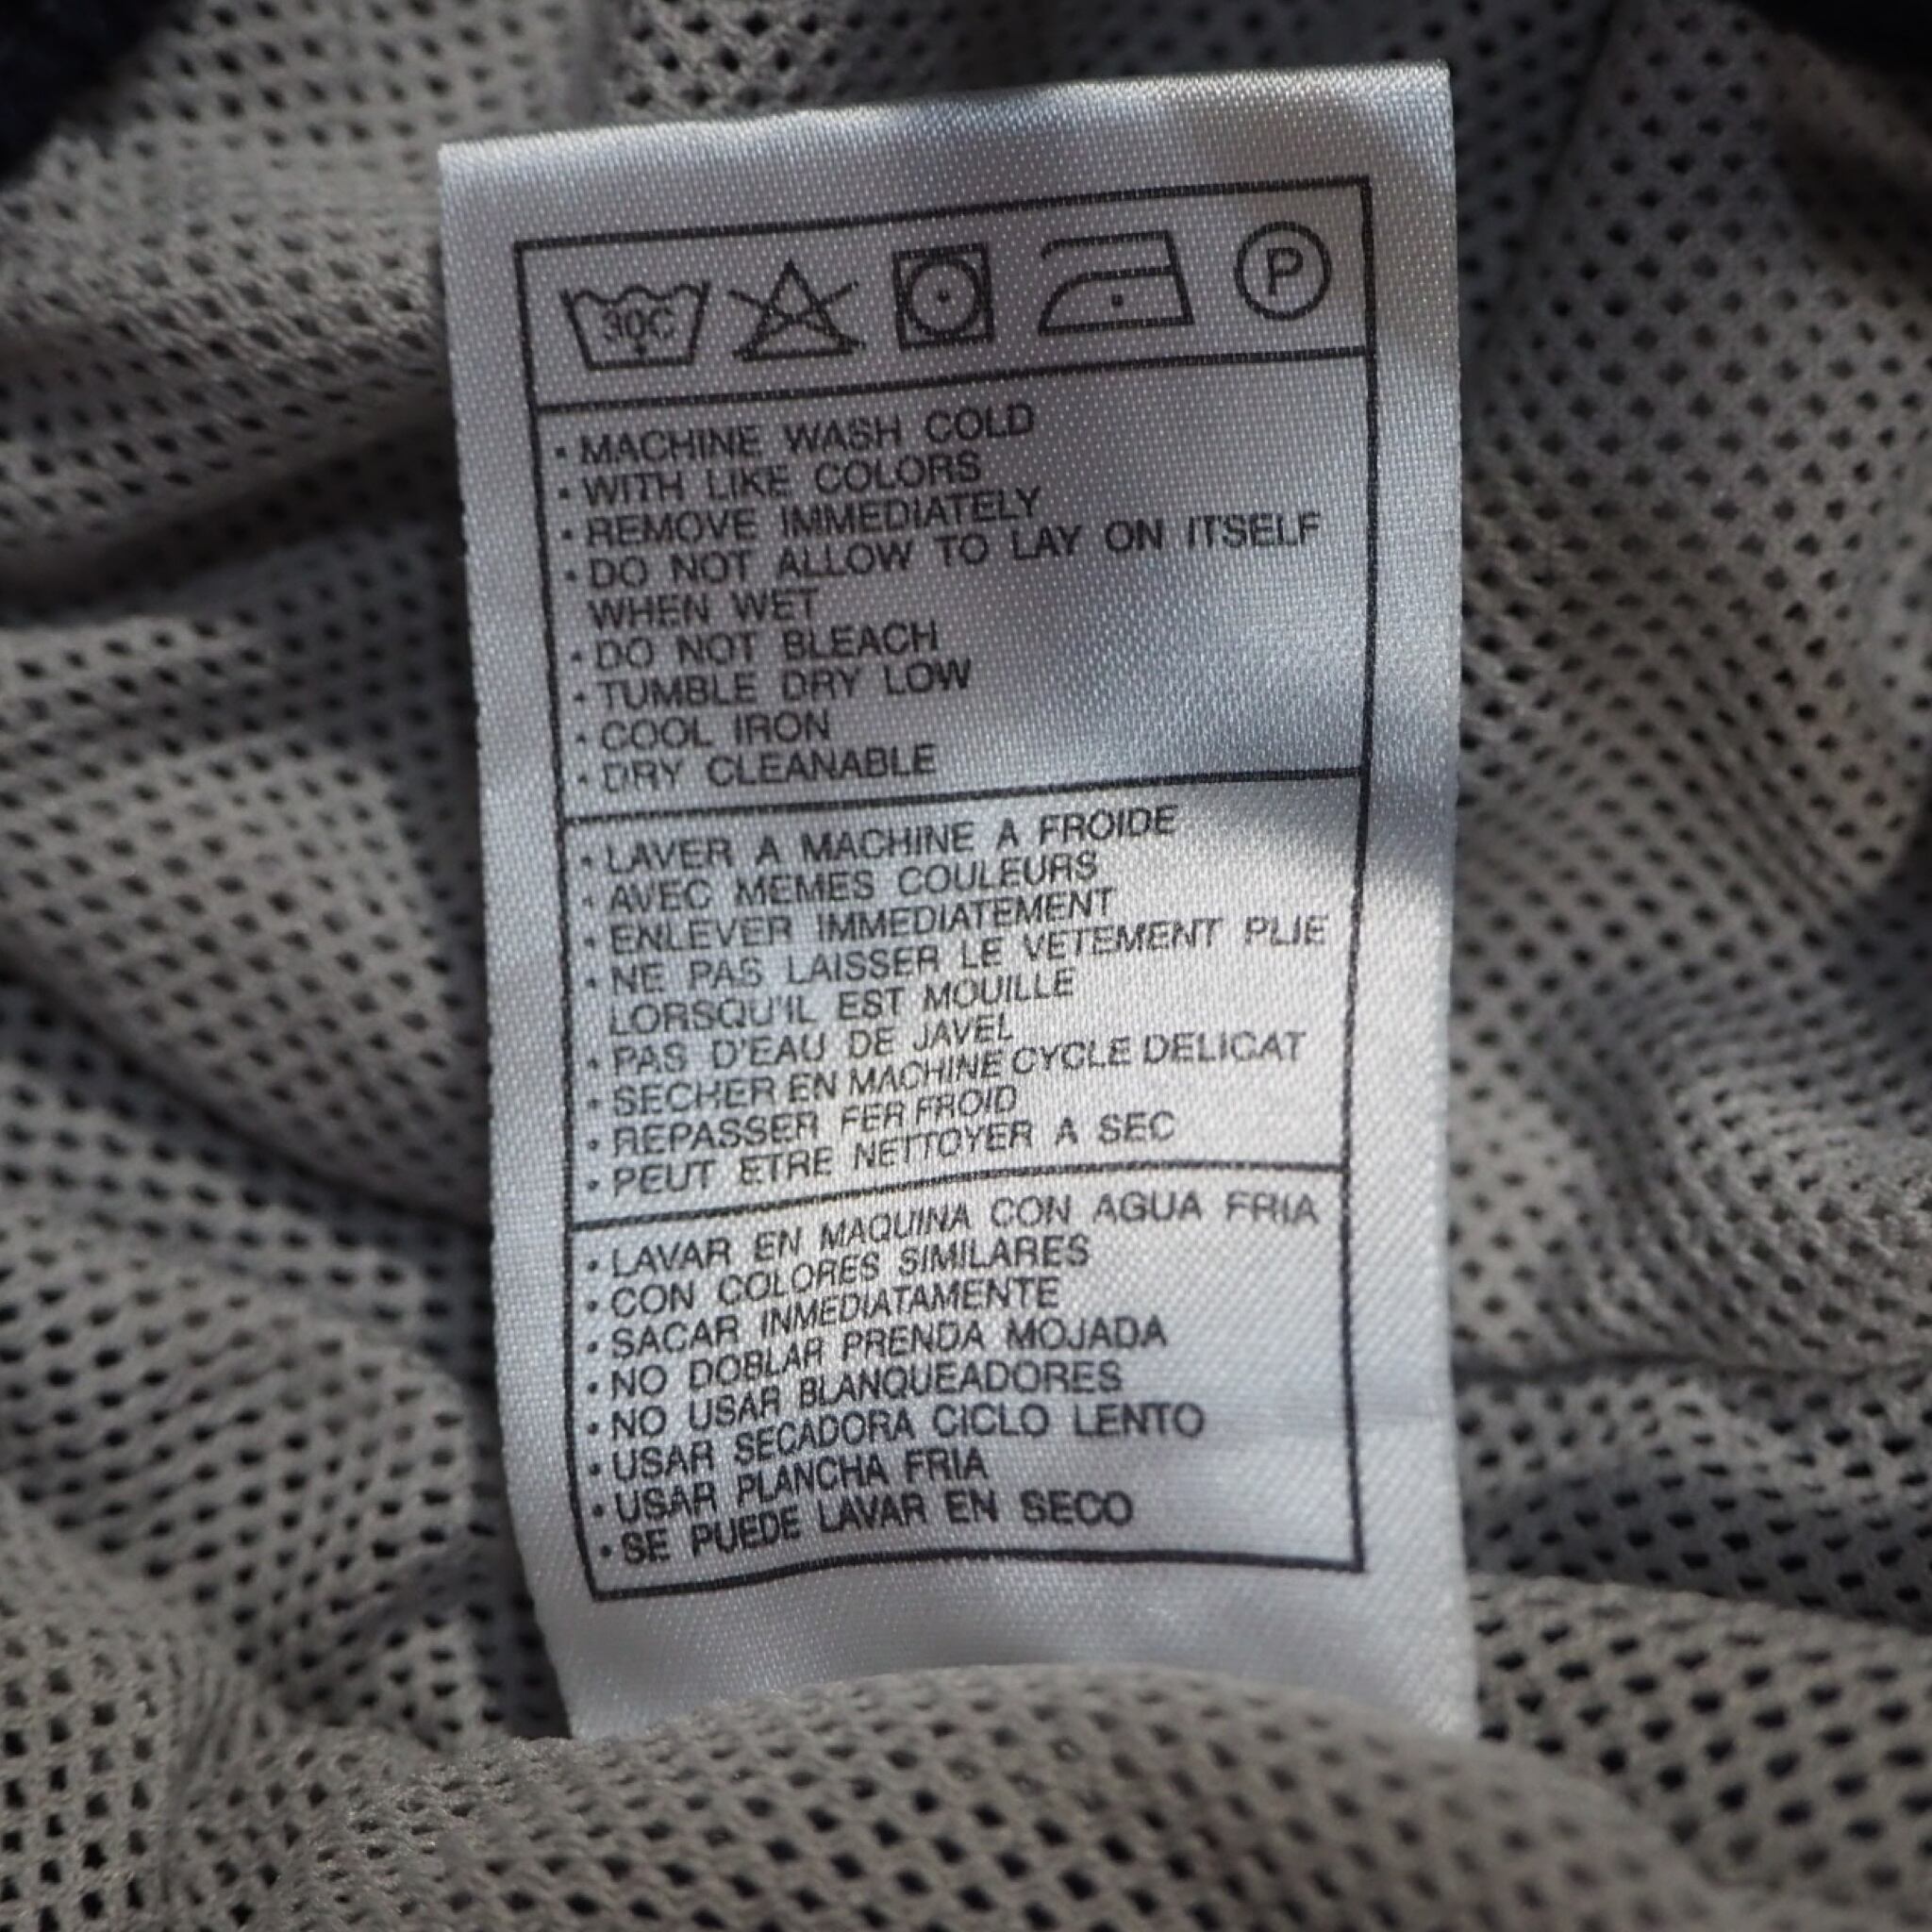 30C
P
· MACHINE WASH COLD
· WITH LIKE COLORS
· REMOVE IMMEDIATELY
· DO NOT ALLOW TO LAY ON ITSELF
WHEN WET
· DO NOT BLEACH
· TUMBLE DRY LOW
· COOL IRON
· DRY CLEANABLE
· LAVER A MACHINE A FROIDE
· AVEC MEMES COULEURS
· ENLEVER IMMEDIATEMENT
· NE PAS LAISSER LE VETEMENT PLIE
LORSQU'IL EST MOUILLE
· PAS D'EAU DE JAVEL
· SECHER EN MACHINE CYCLE DELICAT
· REPASSER FER FROID
· PEUT ETRE NETTOYER A SEC
· LAVAR EN MAQUINA CON AGUA FRIA
· CON COLORES SIMILARES
· SACAR INMEDIATAMENTE
· NO DOBLAR PRENDA MOJADA
· NO USAR BLANQUEADORES
· USAR SECADORA CICLO LENTO
· USAR PLANCHA FRIA
· SE PUEDE LAVAR EN SECO